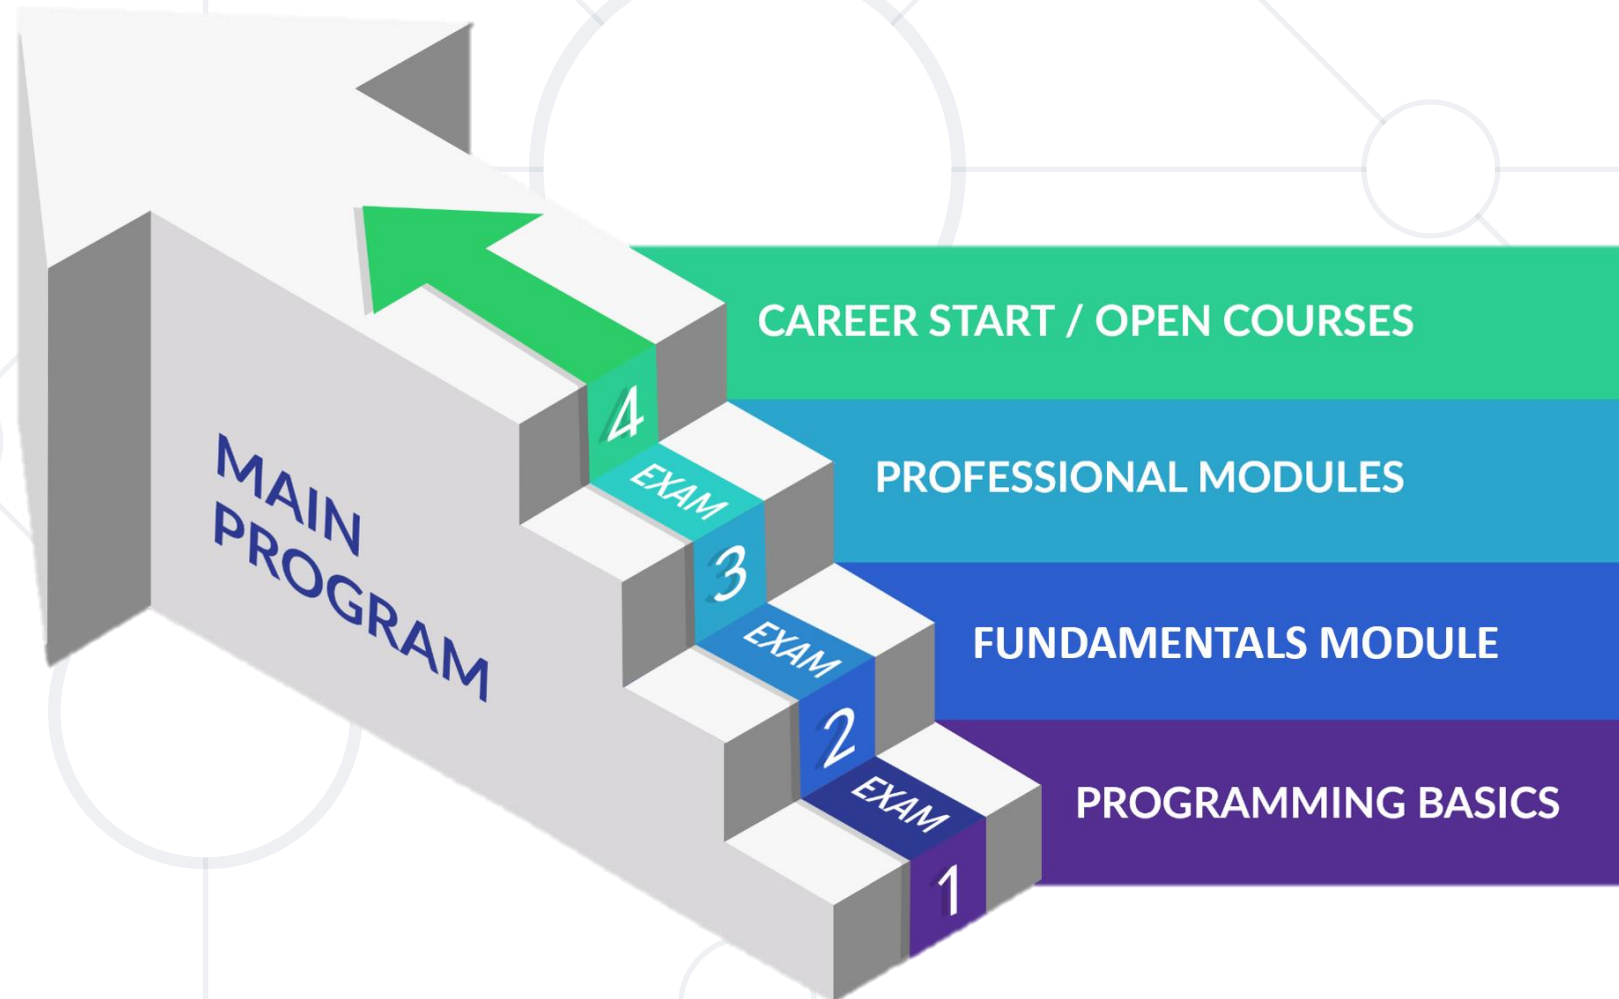 CAREER START / OPEN COURSES
4
EXAM
PROFESSIONAL MODULES
3
EXAM
FUNDAMENTALS MODULE
2
EXAM
PROGRAMMING BASICS
1
MAIN
PROGRAM